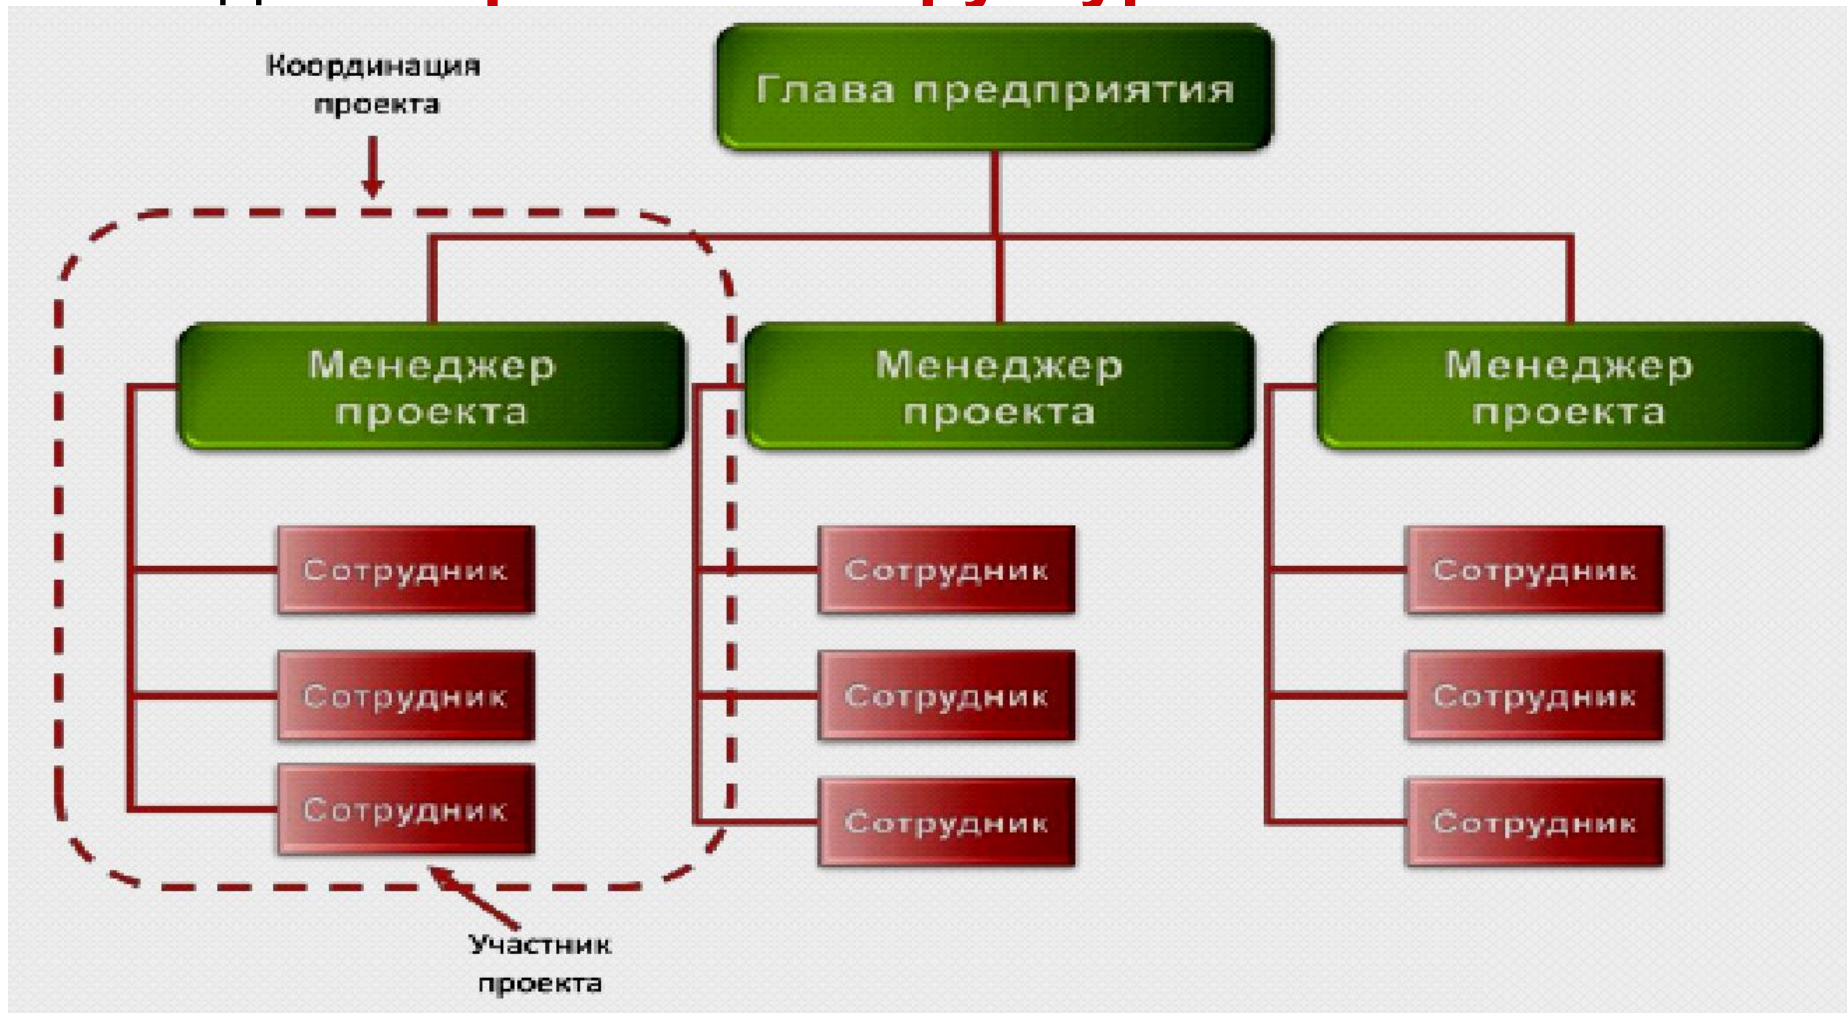 Координация
проекта
Глава предприятия
Менеджер
проекта
Менеджер
проекта
Менеджер
проекта
Сотрудник
Сотрудник
Сотрудник
Сотрудник
Сотрудник
Сотрудник
Сотрудник
Сотрудник
Сотрудник
Участник
проекта